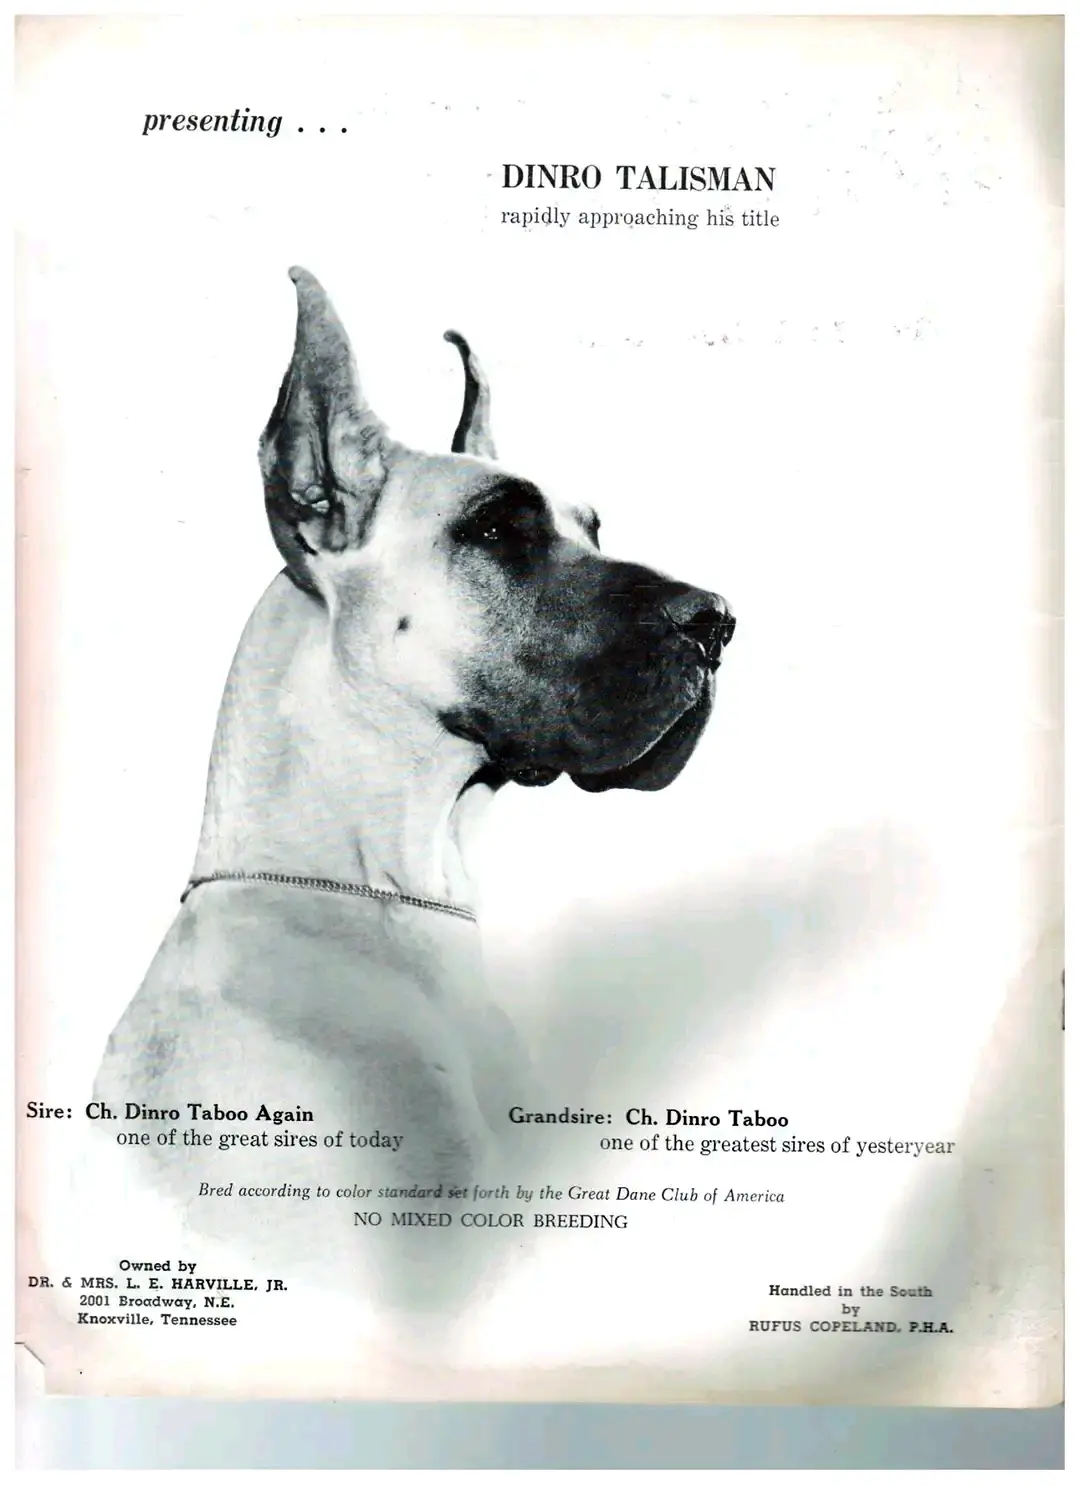 presenting . . .
DINRO TALISMAN
rapidly approaching his title
Sire: Ch. Dinro Taboo Again
one of the great sires of today
Grandsire: Ch. Dinro Taboo
one of the greatest sires of yesteryear
Bred according to color standard set forth by the Great Dane Club of America
NO MIXED COLOR BREEDING
Owned by
DR. & MRS. L. E. HARVILLE, JR.
2001 Broadway, N.E.
Knoxville, Tennessee
Handled in the South
by
RUFUS COPELAND, P.H.A.